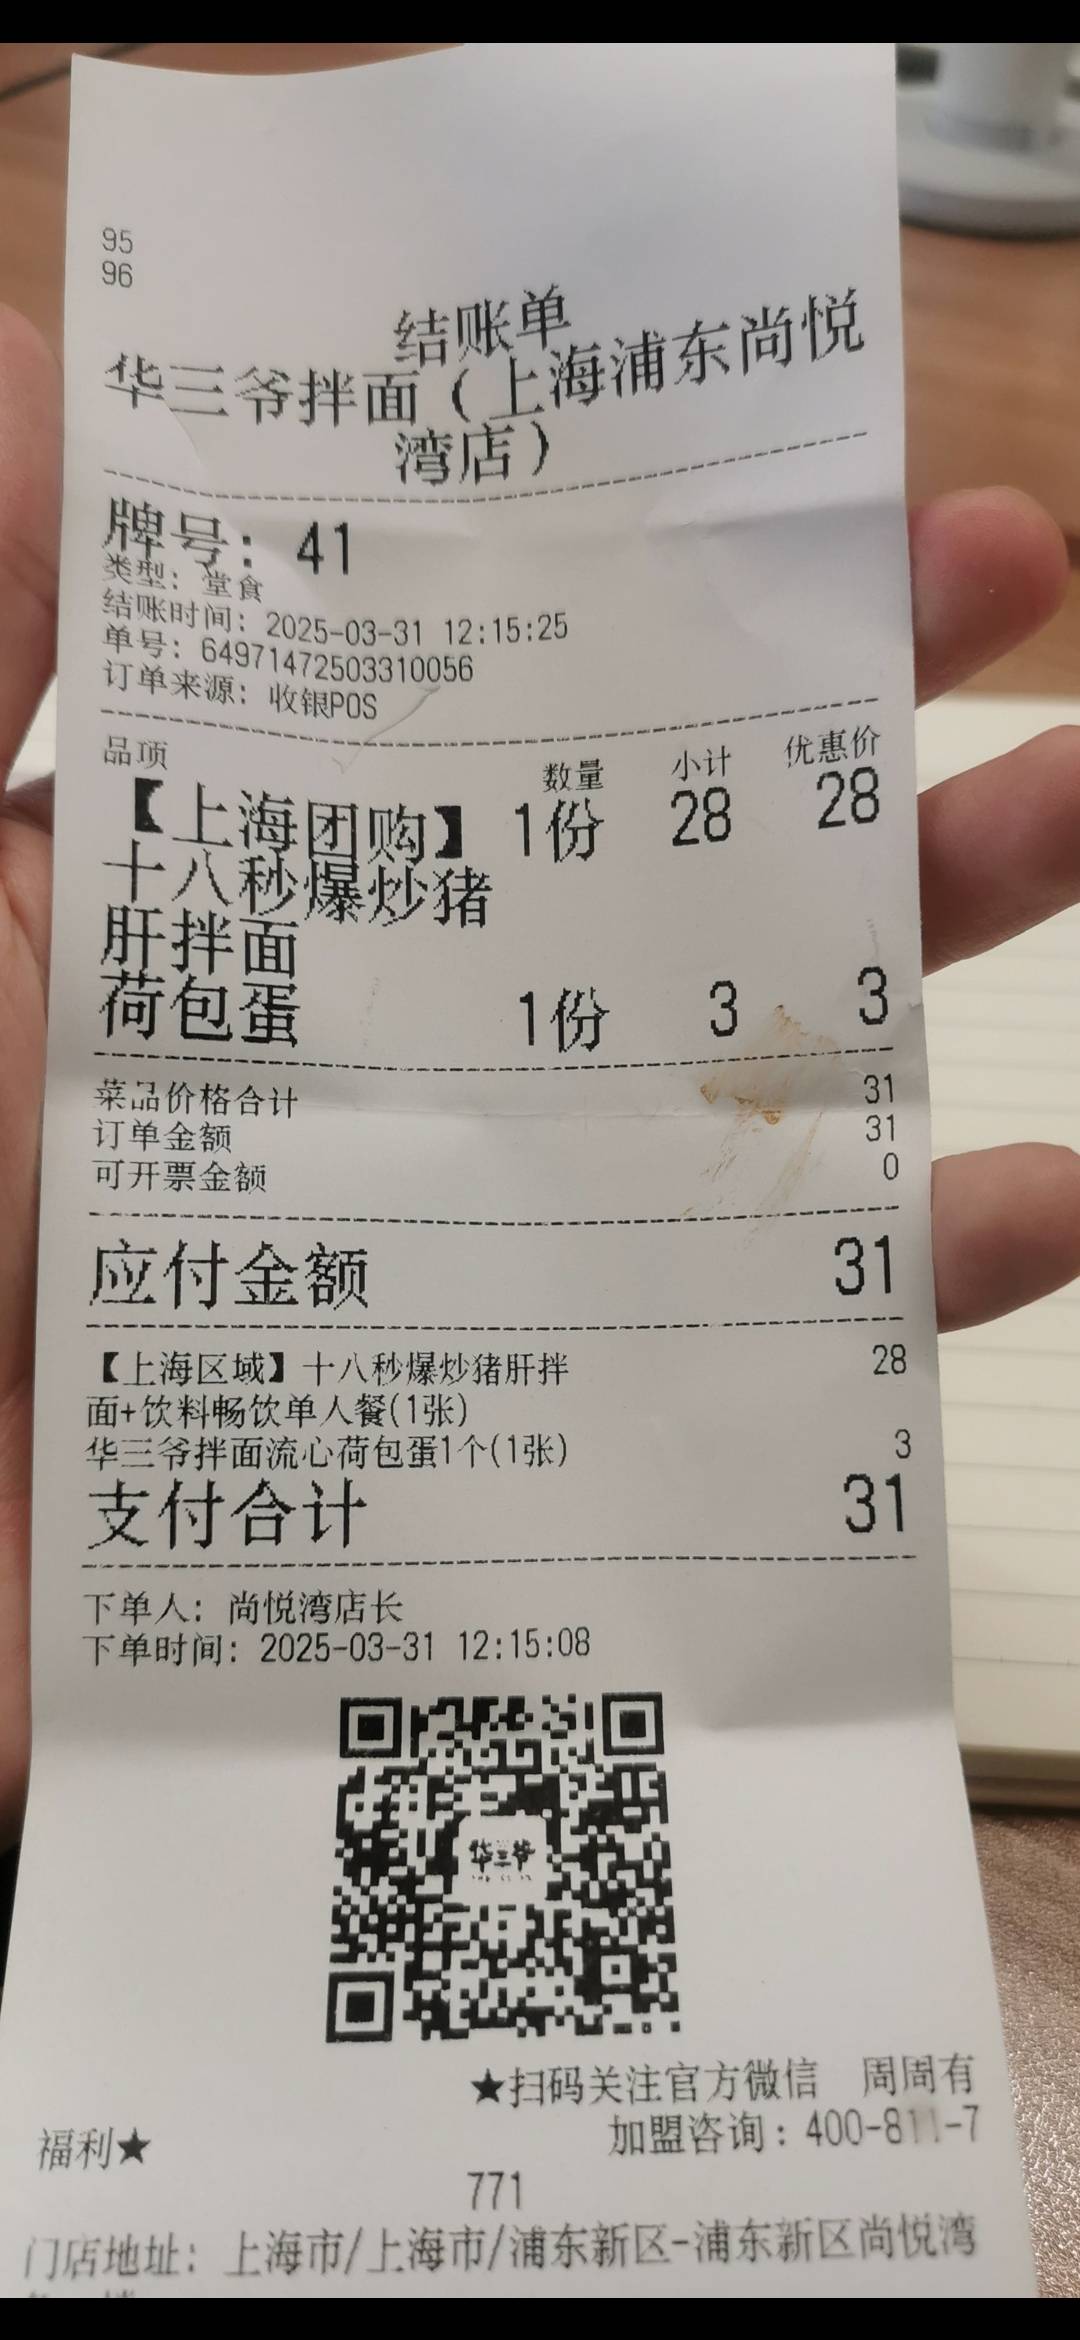 95
96
结账单
华三爷拌面（上海浦东尚悦
湾店）
牌号：41
类型：堂食
结账时间：2025-03-31 12:15:25
单号：64971472503310056
订单来源：收银POS
品项 数量 小计 优惠价
【上海团购】 1份 28 28
十八秒爆炒猪
肝拌面
荷包蛋 1份 3 3
菜品价格合计 31
订单金额 31
可开票金额 0
应付金额 31
【上海区域】十八秒爆炒猪肝拌 28
面+饮料畅饮单人餐(1张)
华三爷拌面流心荷包蛋1个(1张) 3
支付合计 31
下单人：尚悦湾店长
下单时间：2025-03-31 12:15:08
华三爷
★扫码关注官方微信 周周有
福利★ 加盟咨询：400-811-7
771
门店地址：上海市/上海市/浦东新区-浦东新区尚悦湾